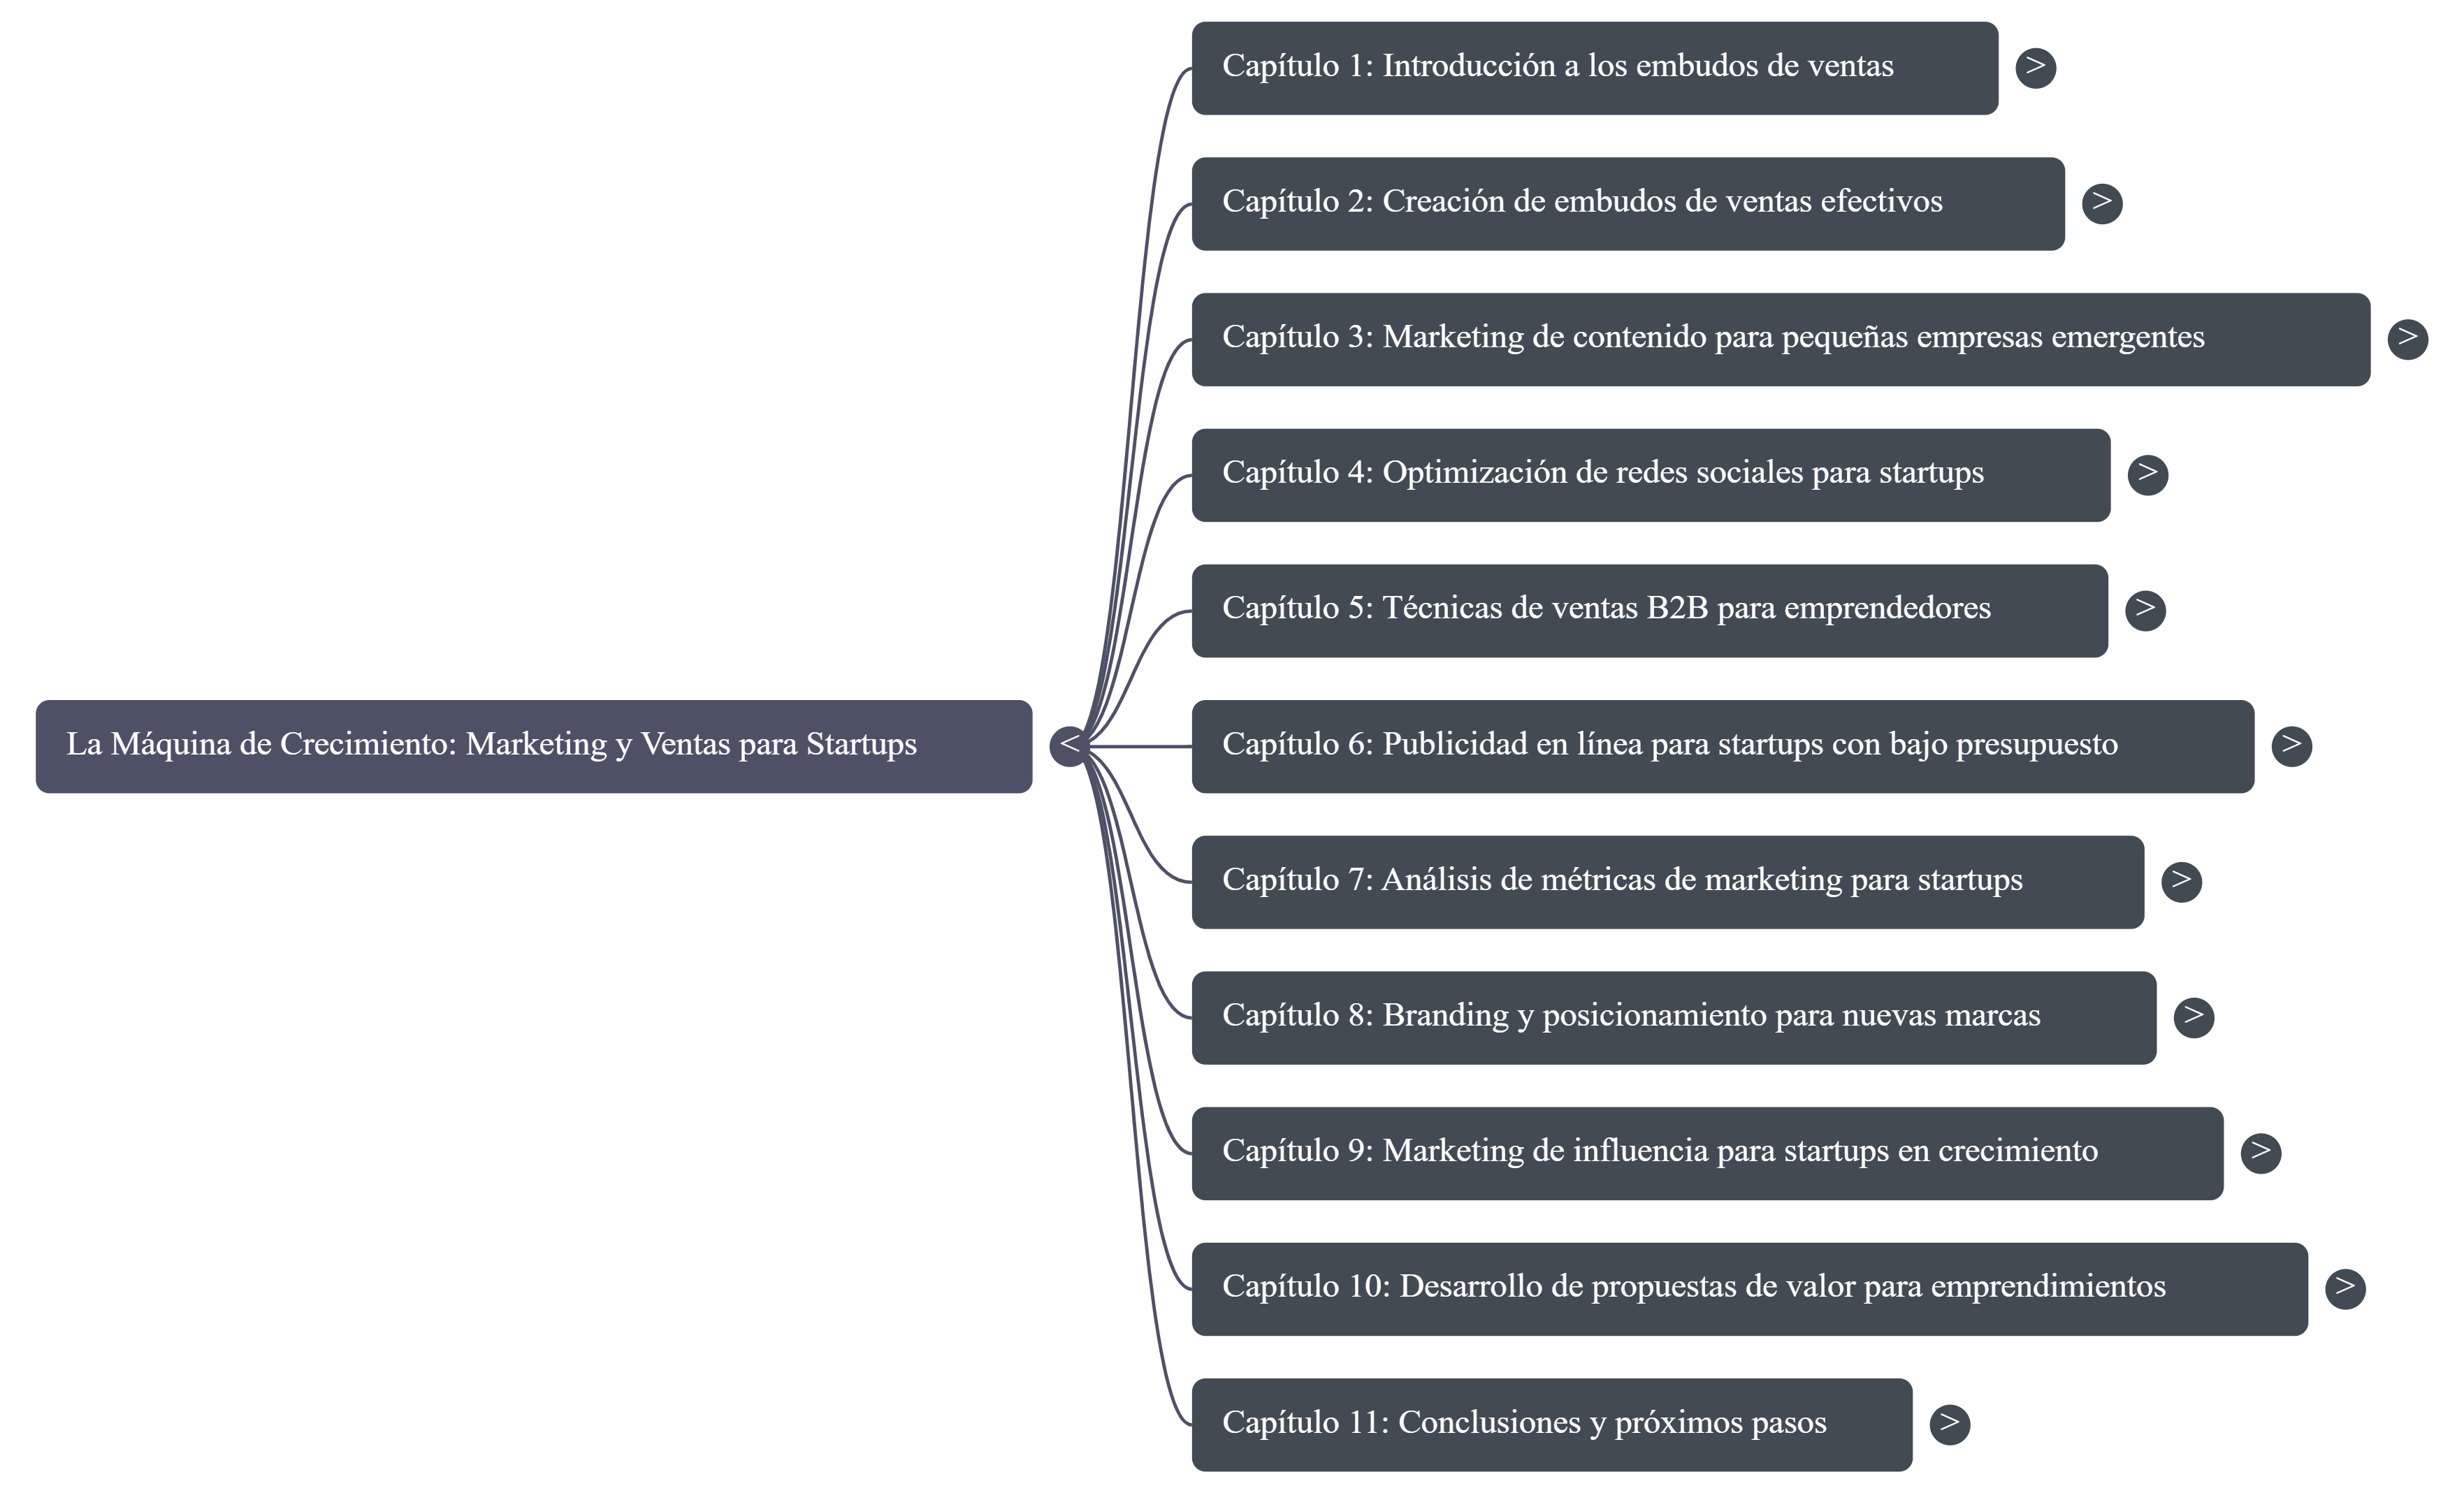 Capítulo 1: Introducción a los embudos de ventas >
Capítulo 2: Creación de embudos de ventas efectivos >
Capítulo 3: Marketing de contenido para pequeñas empresas emergentes >
Capítulo 4: Optimización de redes sociales para startups >
Capítulo 5: Técnicas de ventas B2B para emprendedores >
La Máquina de Crecimiento: Marketing y Ventas para Startups <
Capítulo 6: Publicidad en línea para startups con bajo presupuesto >
Capítulo 7: Análisis de métricas de marketing para startups >
Capítulo 8: Branding y posicionamiento para nuevas marcas >
Capítulo 9: Marketing de influencia para startups en crecimiento >
Capítulo 10: Desarrollo de propuestas de valor para emprendimientos >
Capítulo 11: Conclusiones y próximos pasos >